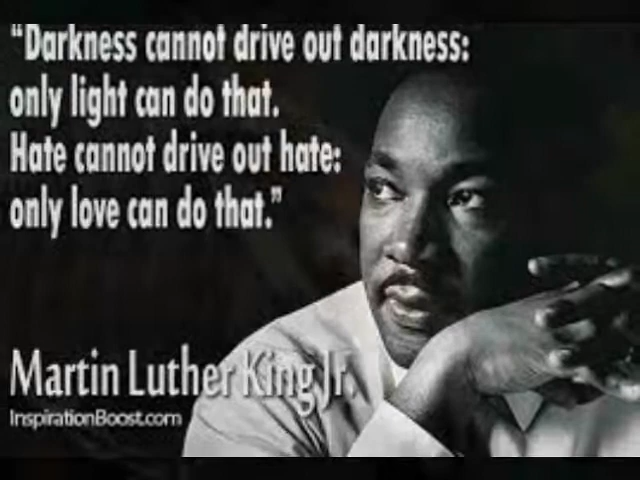 “Darkness cannot drive out darkness:
only light can do that.
Hate cannot drive out hate:
only love can do that.”
Martin Luther King Jr.
InspirationBoost.com